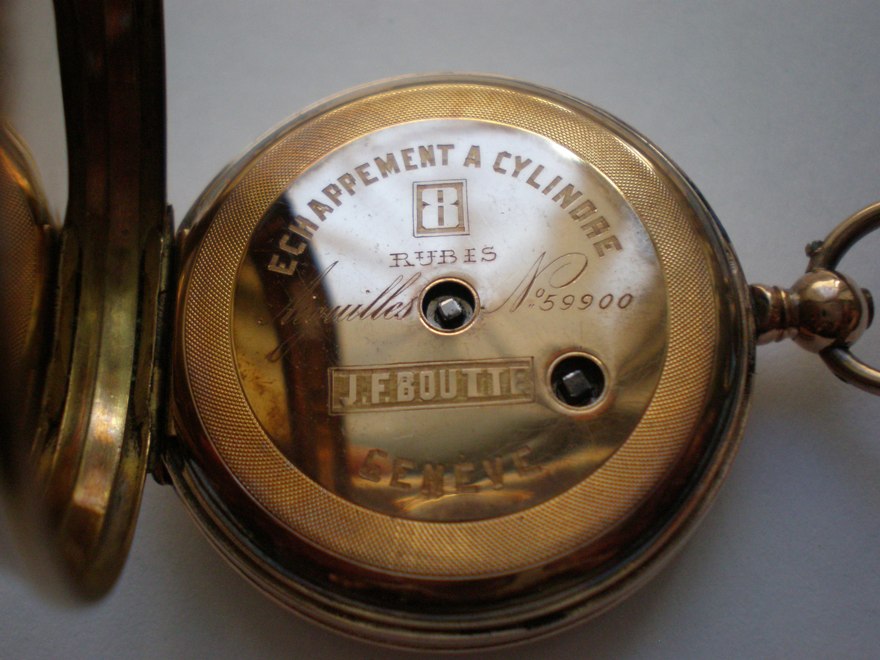 ECHAPPEMENT A CYLINDRE
8
RUBIS
Aiguilles Nº 59900
J.F.BOUTTE
GENÈVE